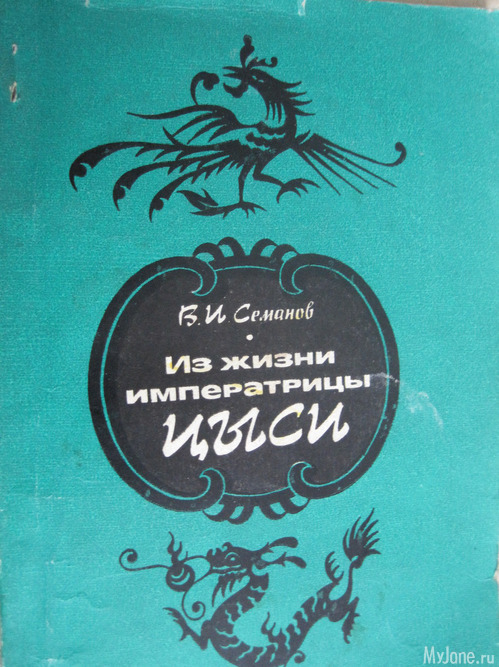 В. И. Семанов
Из жизни
императрицы
ЦЫСИ
MyJane.ru